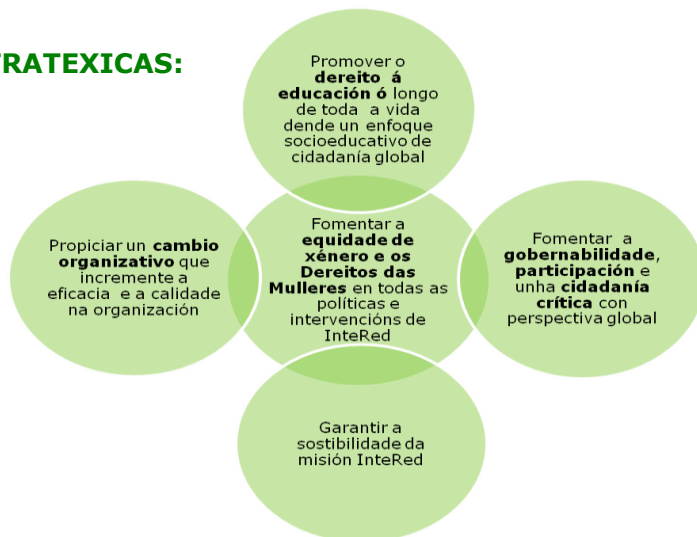 TRATEXICAS:
Promover o
dereito á
educación ó longo
de toda a vida
dende un enfoque
socioeducativo de
cidadanía global
Propiciar un cambio
organizativo que
incremente a
eficacia e a calidade
na organización
Fomentar a
equidade de
xénero e os
Dereitos das
Mulleres en todas as
políticas e
intervencións de
InteRed
Fomentar a
gobernabilidade,
participación e
unha cidadanía
crítica con
perspectiva global
Garantir a
sostibilidade da
misión InteRed